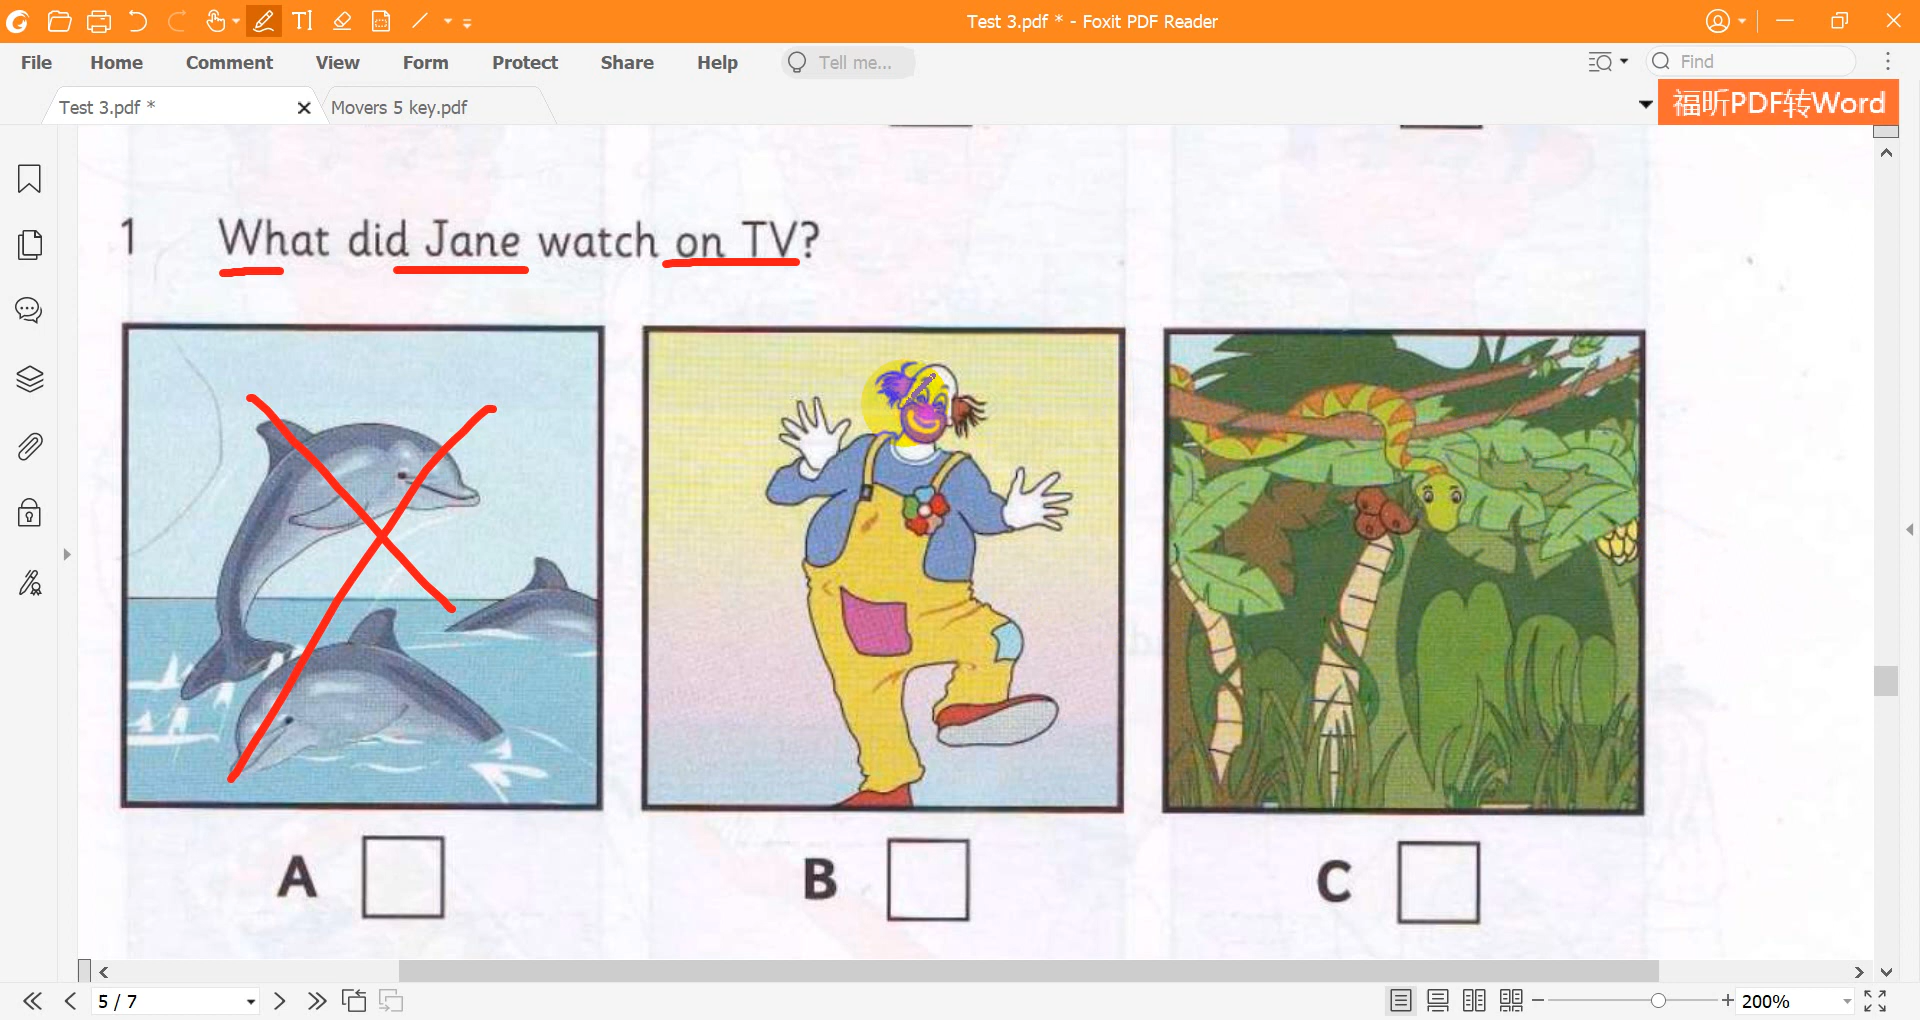 TI
Test 3.pdf * - Foxit PDF Reader
File Home Comment View Form Protect Share Help Tell me... Find
Test 3.pdf * Movers 5 key.pdf 福昕PDF转Word
1 What did Jane watch on TV?
A B C
5 / 7 200%